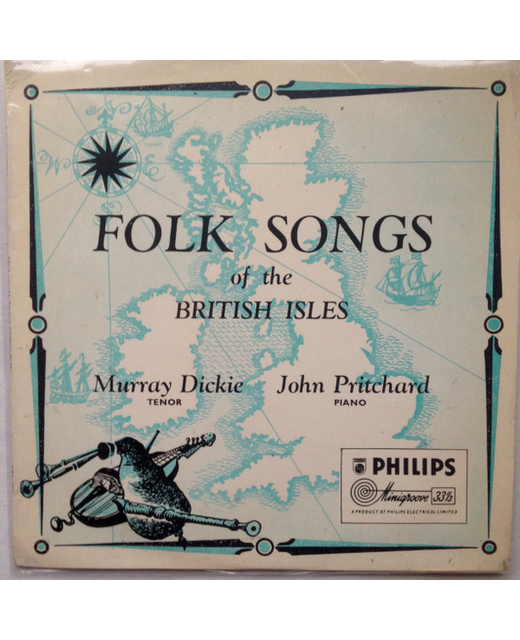 FOLK SONGS
of the
BRITISH ISLES
Murray Dickie
TENOR
John Pritchard
PIANO
PHILIPS
Minigroove 33⅓
A PRODUCT OF PHILIPS ELECTRICAL LIMITED
N
E
S
W